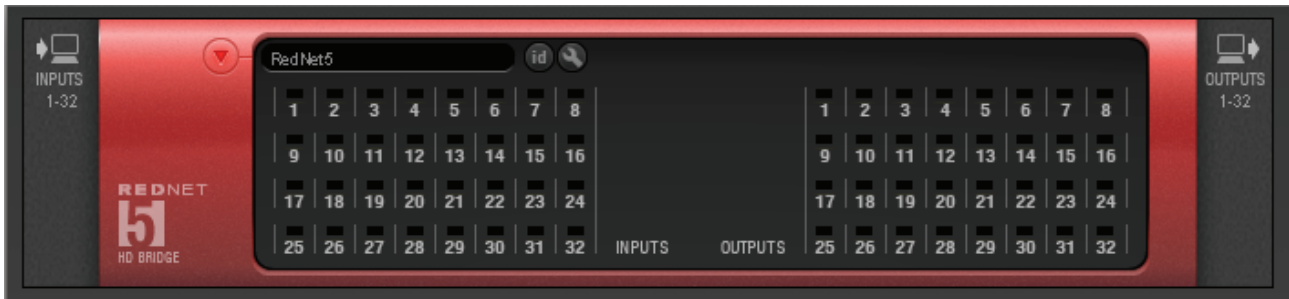 INPUTS
1-32
RedNet5 id
1 2 3 4 5 6 7 8
9 10 11 12 13 14 15 16
17 18 19 20 21 22 23 24
25 26 27 28 29 30 31 32 INPUTS
1 2 3 4 5 6 7 8
9 10 11 12 13 14 15 16
17 18 19 20 21 22 23 24
OUTPUTS 25 26 27 28 29 30 31 32
REDNET
5
HD BRIDGE
OUTPUTS
1-32